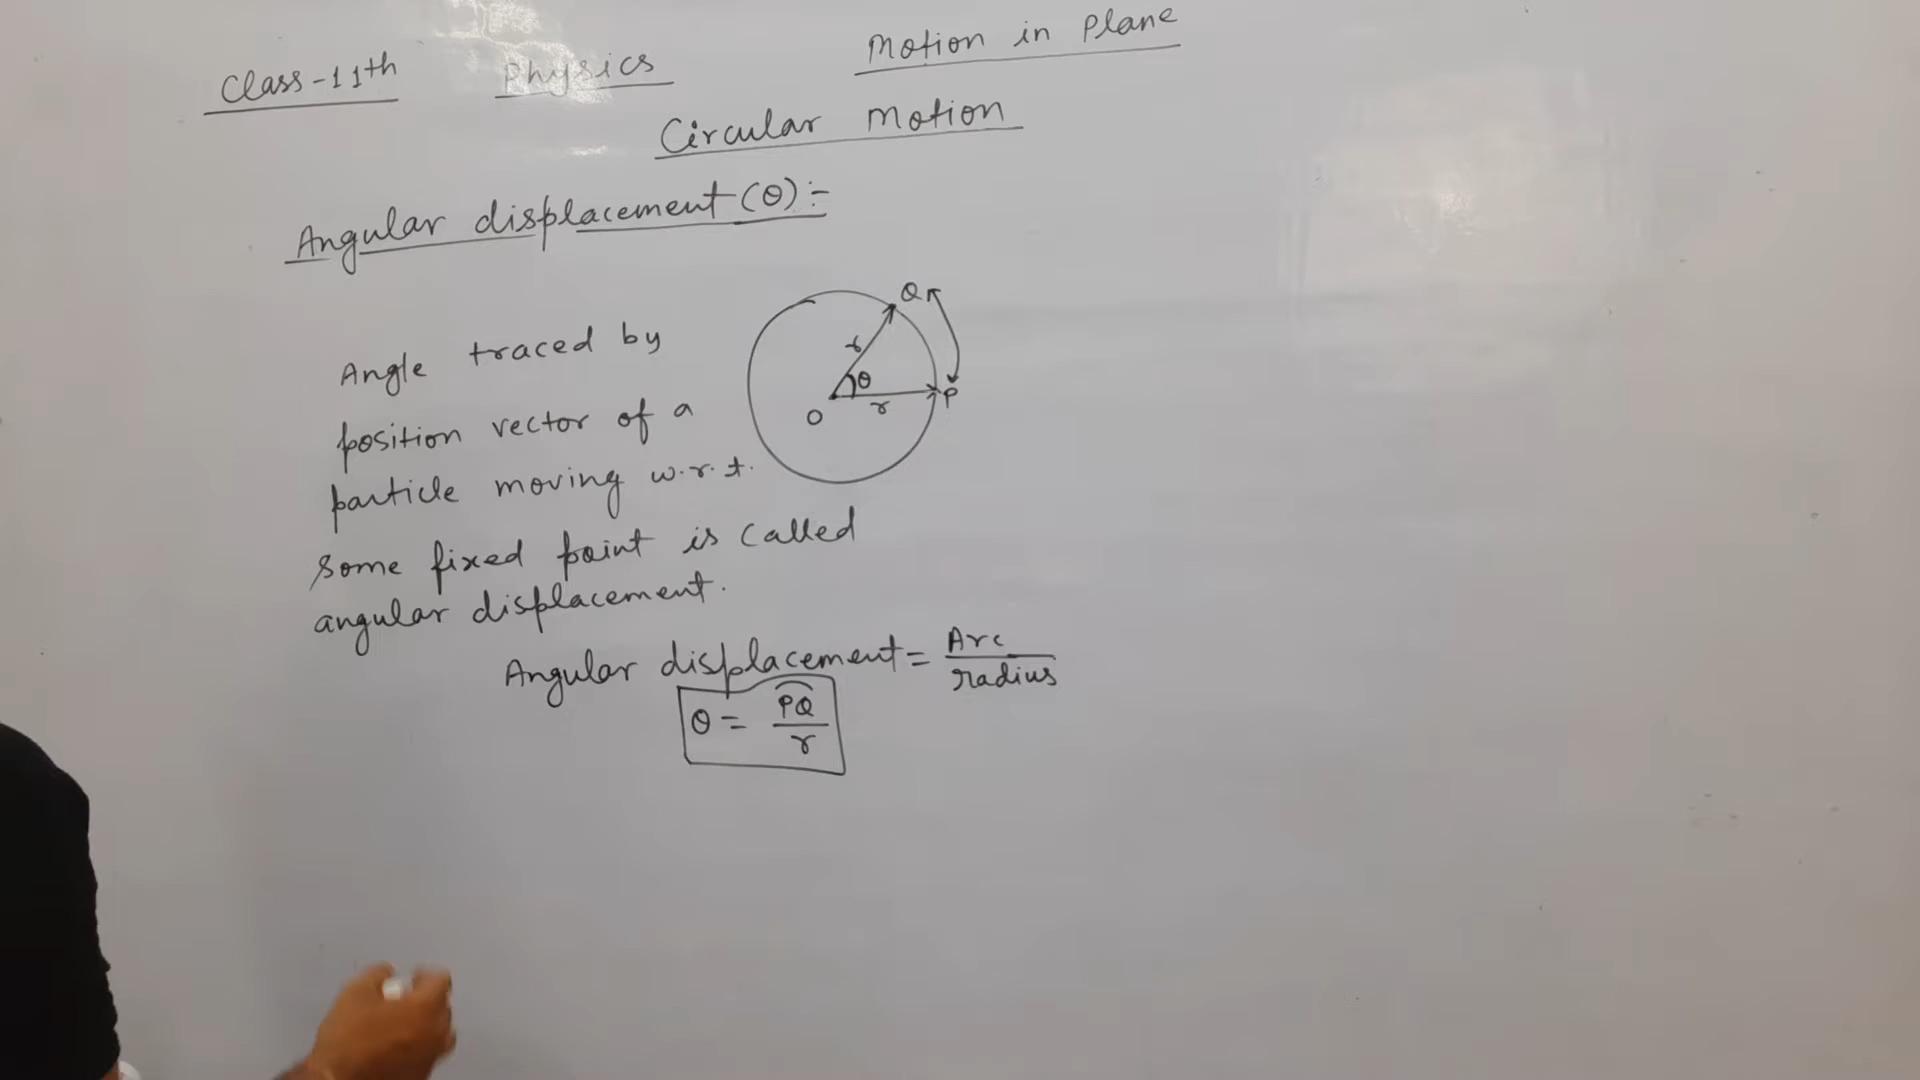 Class-11th Physics Motion in Plane
Circular Motion
Angular displacement (θ):-
Angle traced by
position vector of a
particle moving w.r.t.
some fixed point is called
angular displacement.
Q
r
θ
O
r
P
Angular displacement = Arc
radius
θ = PQ
r